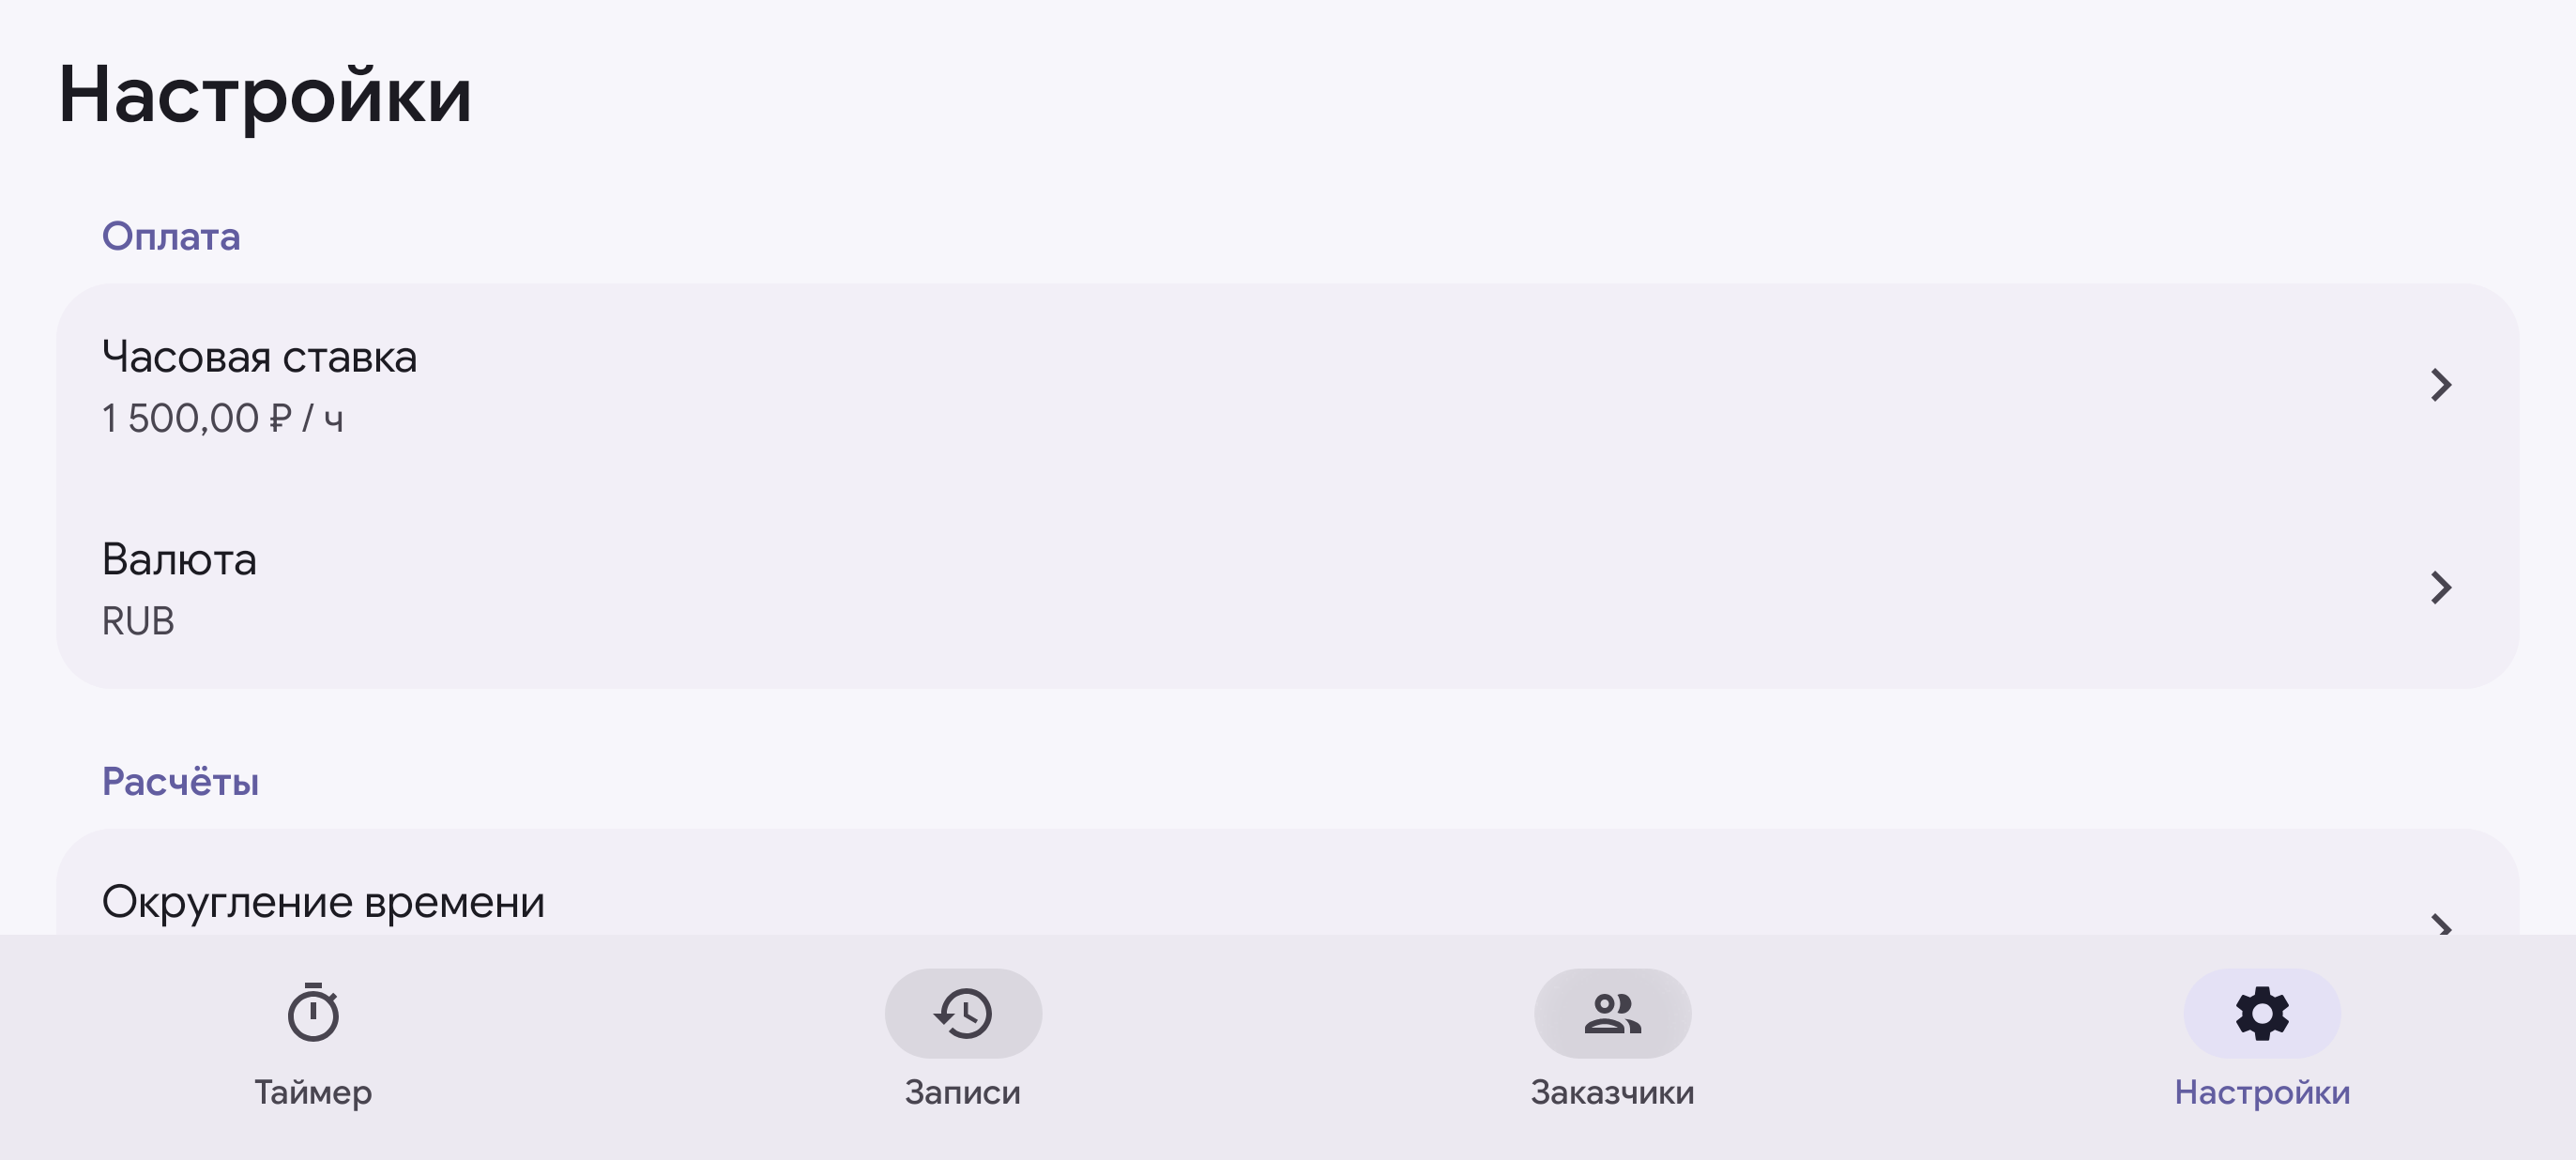 Настройки
Оплата
Часовая ставка
1 500,00 ₽ / ч
Валюта
RUB
Расчёты
Округление времени
Таймер
Записи
Заказчики
Настройки